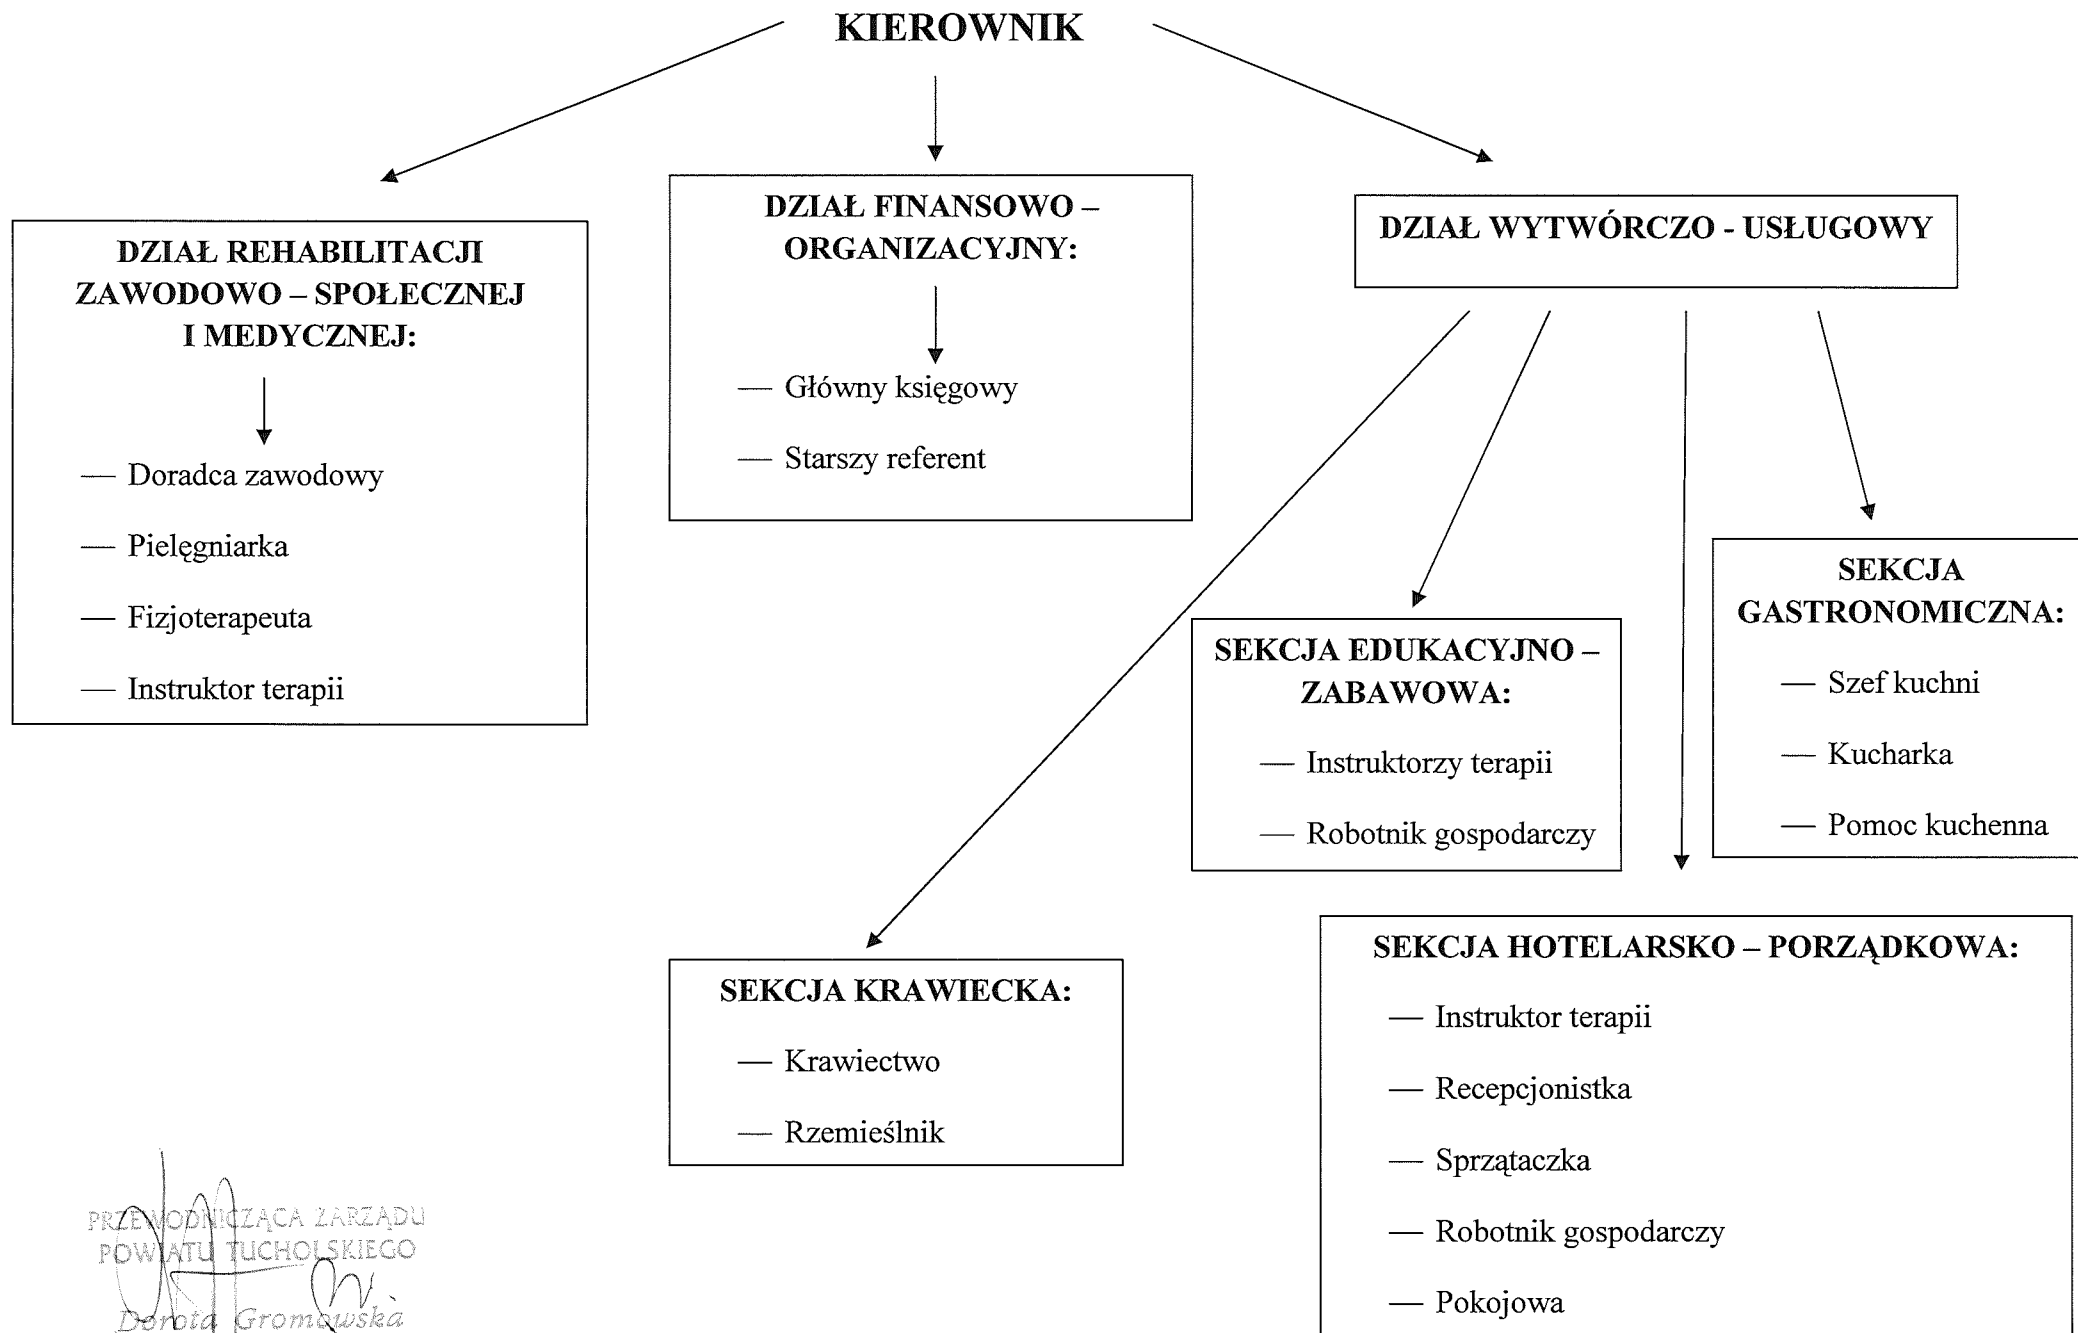 KIEROWNIK
DZIAŁ REHABILITACJI
ZAWODOWO – SPOŁECZNEJ
I MEDYCZNEJ:
— Doradca zawodowy
— Pielęgniarka
— Fizjoterapeuta
— Instruktor terapii
DZIAŁ FINANSOWO –
ORGANIZACYJNY:
— Główny księgowy
— Starszy referent
DZIAŁ WYTWÓRCZO - USŁUGOWY
SEKCJA KRAWIECKA:
— Krawiectwo
— Rzemieślnik
SEKCJA EDUKACYJNO –
ZABAWOWA:
— Instruktorzy terapii
— Robotnik gospodarczy
SEKCJA HOTELARSKO – PORZĄDKOWA:
— Instruktor terapii
— Recepcjonistka
— Sprzątaczka
— Robotnik gospodarczy
— Pokojowa
SEKCJA
GASTRONOMICZNA:
— Szef kuchni
— Kucharka
— Pomoc kuchenna
PRZEWODNICZĄCA ZARZĄDU
POWIATU TUCHOLSKIEGO
Dorota Gromowska